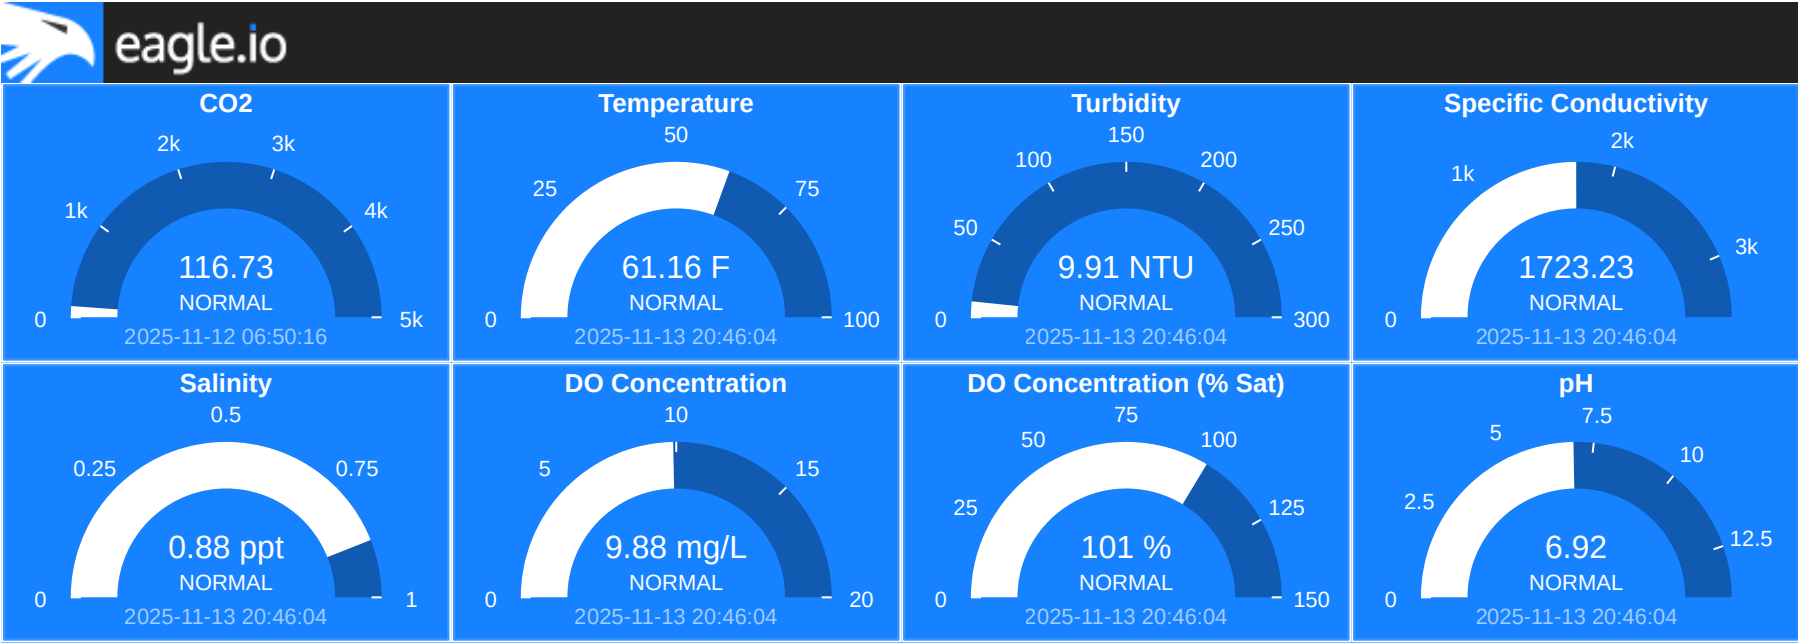 eagle.io
CO2
2k
3k
1k
4k
116.73
NORMAL
0
5k
2025-11-12 06:50:16
Temperature
50
25
75
61.16 F
NORMAL
0
100
2025-11-13 20:46:04
Turbidity
150
100
200
50
250
9.91 NTU
NORMAL
0
300
2025-11-13 20:46:04
Specific Conductivity
2k
1k
3k
1723.23
NORMAL
0
2025-11-13 20:46:04
Salinity
0.5
0.25
0.75
0.88 ppt
NORMAL
0
1
2025-11-13 20:46:04
DO Concentration
10
5
15
9.88 mg/L
NORMAL
0
20
2025-11-13 20:46:04
DO Concentration (% Sat)
75
50
100
25
125
101 %
NORMAL
0
150
2025-11-13 20:46:04
pH
7.5
5
10
2.5
12.5
6.92
NORMAL
0
2025-11-13 20:46:04